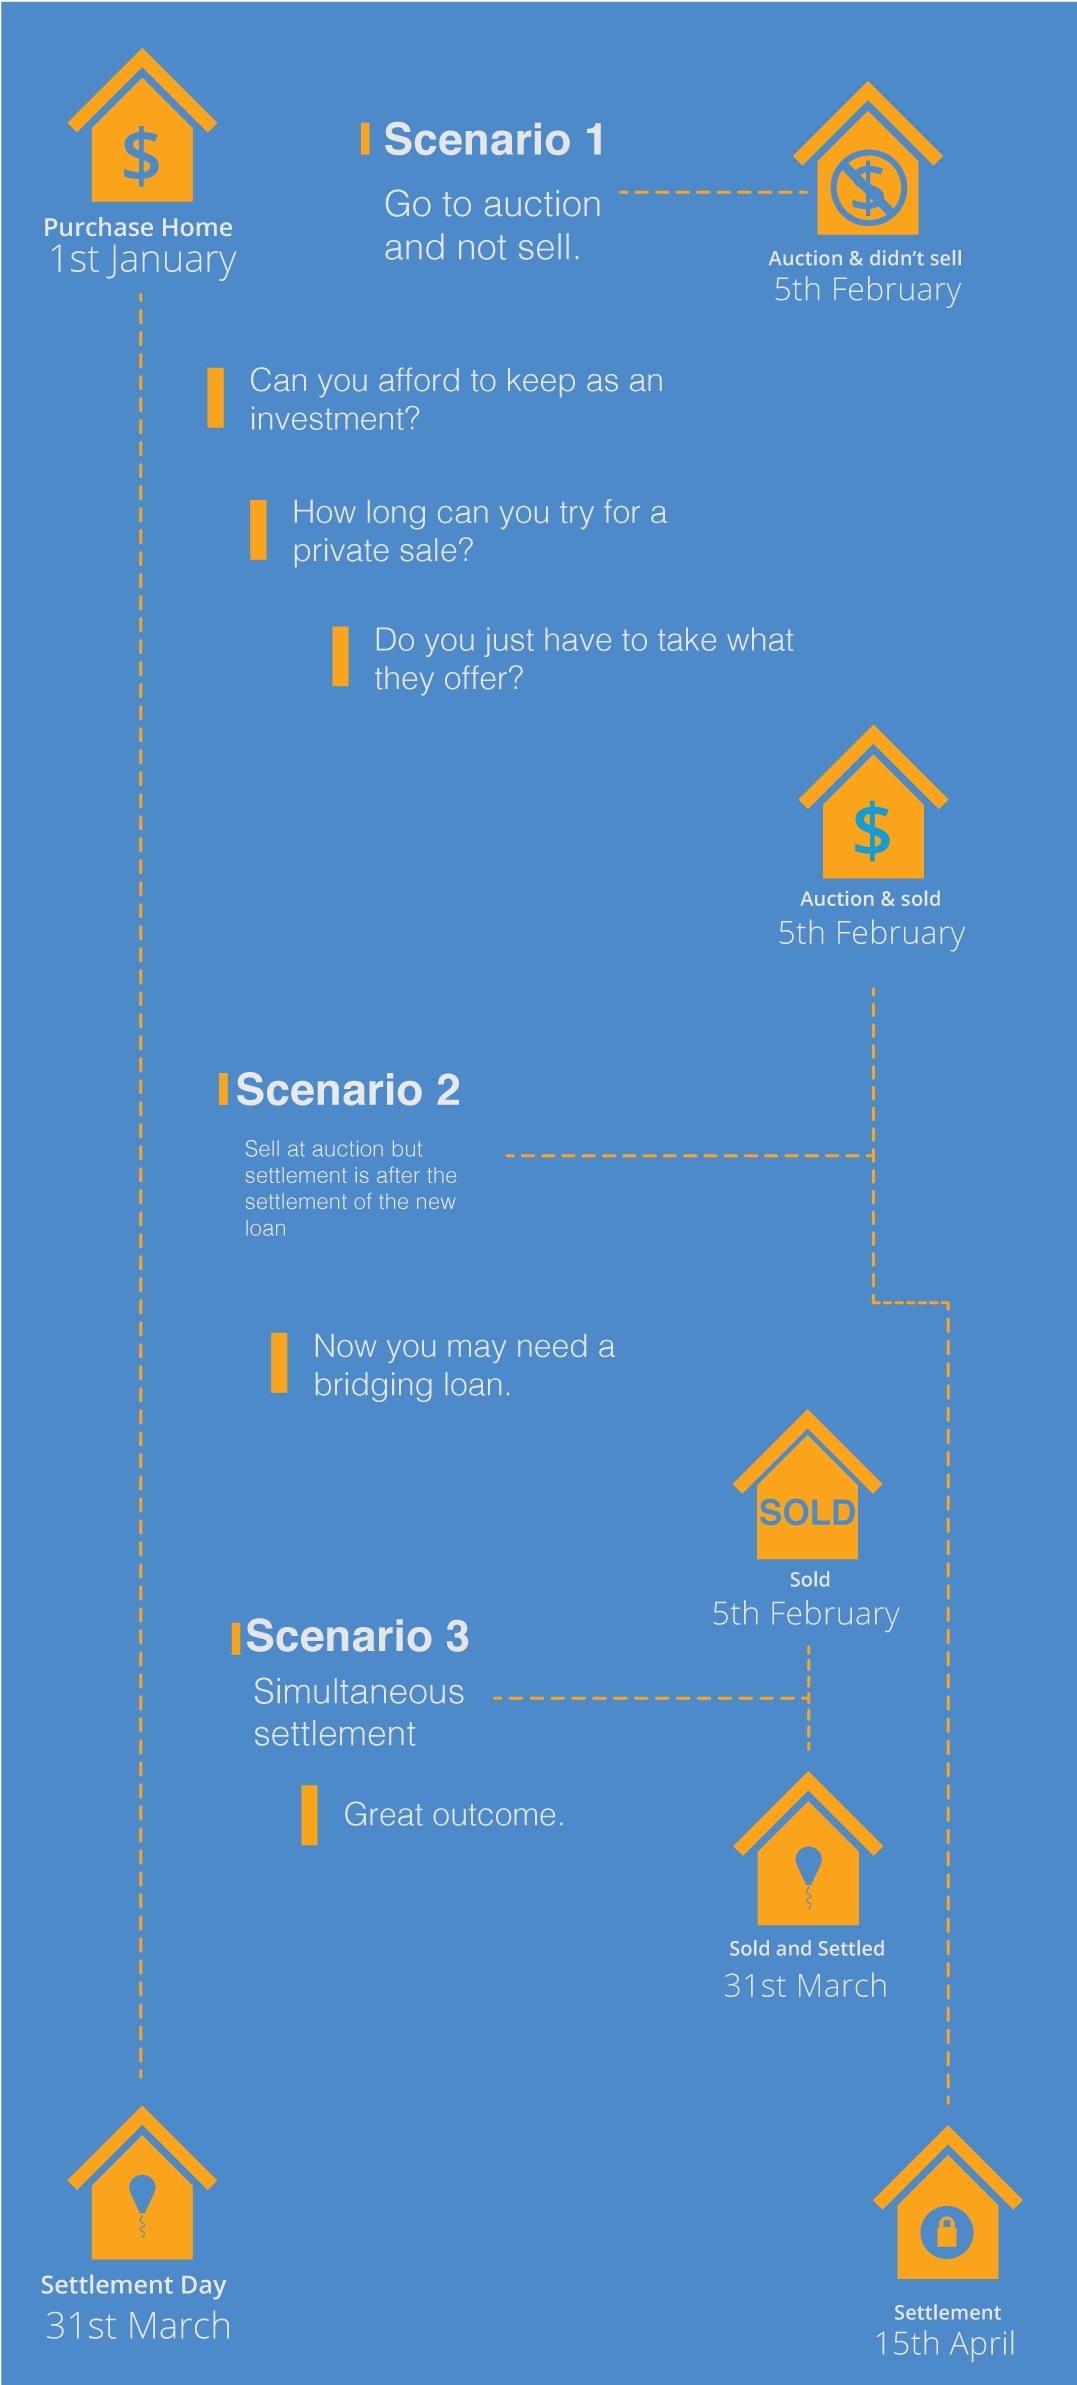 $
Purchase Home
1st January
Scenario 1
Go to auction
and not sell.
$
Auction & didn't sell
5th February
Can you afford to keep as an
investment?
How long can you try for a
private sale?
Do you just have to take what
they offer?
$
Auction & sold
5th February
Scenario 2
Sell at auction but
settlement is after the
settlement of the new
loan
Now you may need a
bridging loan.
SOLD
Sold
5th February
Scenario 3
Simultaneous
settlement
Great outcome.
Sold and Settled
31st March
Settlement Day
31st March
Settlement
15th April